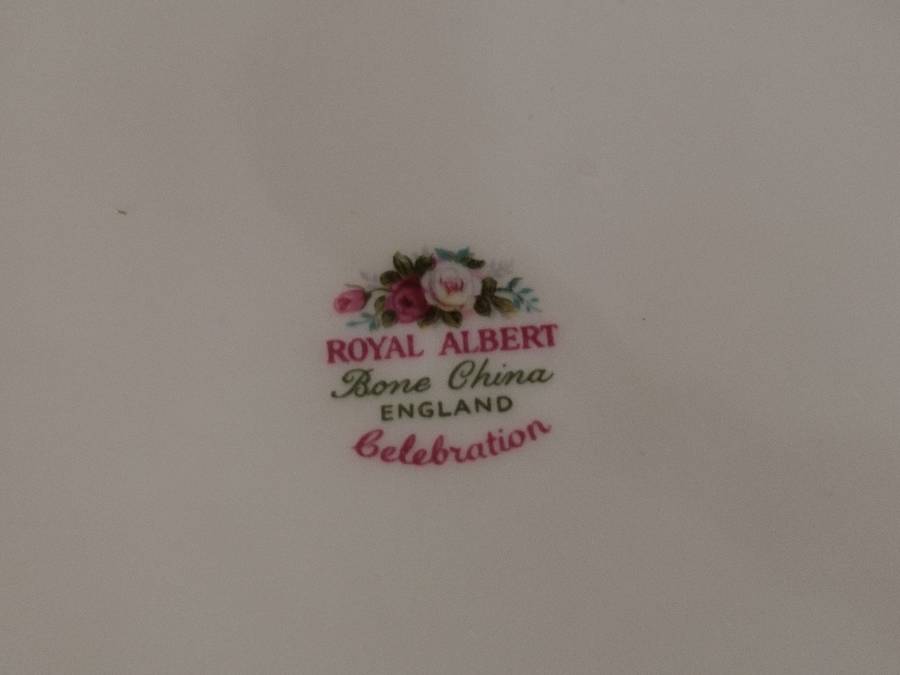 ROYAL ALBERT
Bone China
ENGLAND
Celebration